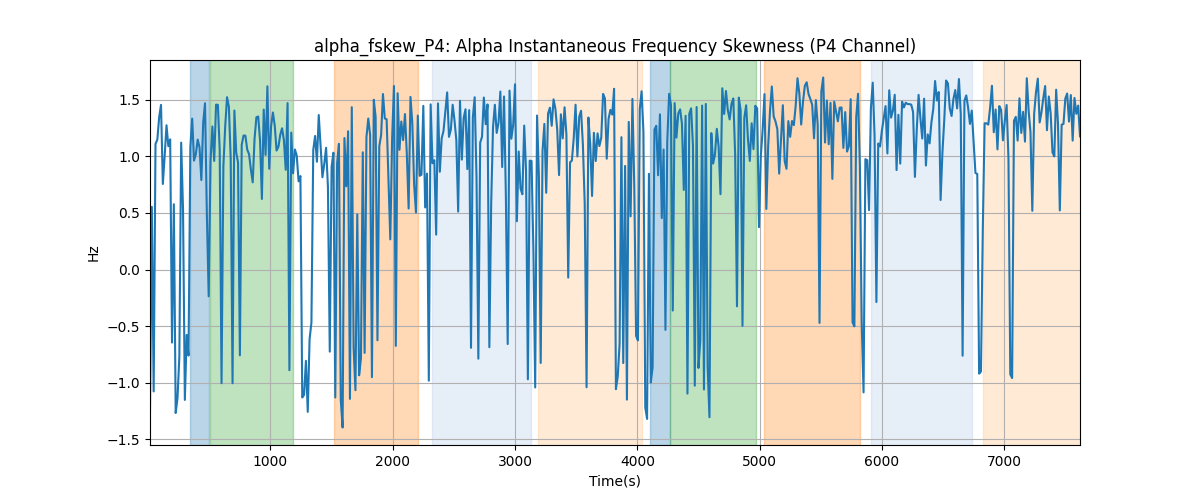 alpha_fskew_P4: Alpha Instantaneous Frequency Skewness (P4 Channel)
Hz
1.5
1.0
0.5
0.0
−0.5
−1.0
−1.5
1000 2000 3000 4000 5000 6000 7000
Time(s)